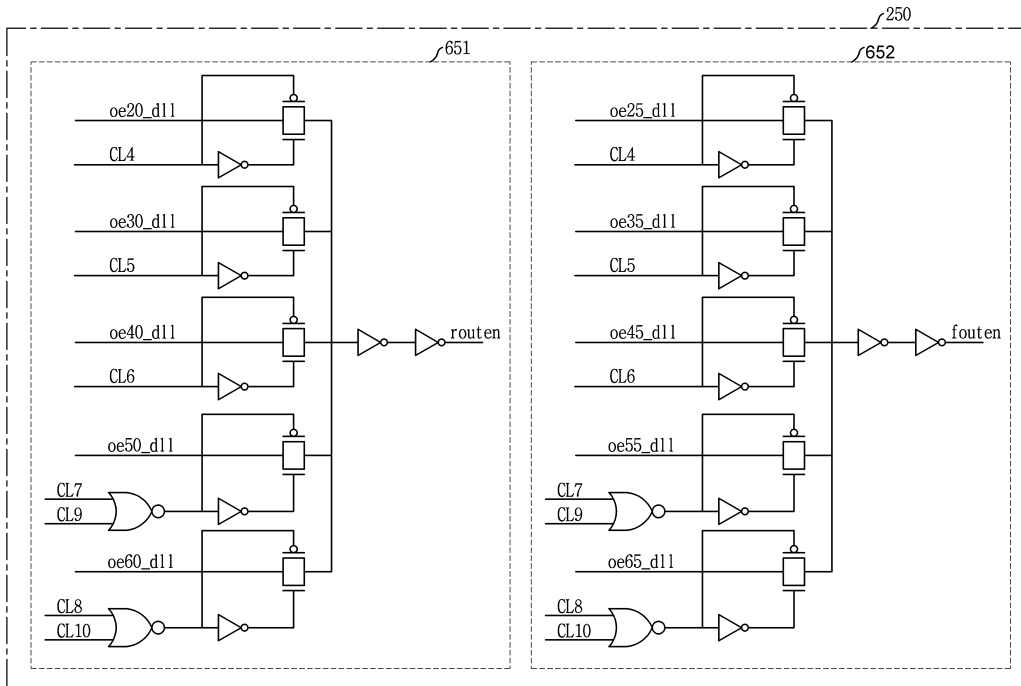 250
651
oe20_dll
CL4
oe30_dll
CL5
oe40_dll
CL6
routen
oe50_dll
CL7
CL9
oe60_dll
CL8
CL10
652
oe25_dll
CL4
oe35_dll
CL5
oe45_dll
CL6
fouten
oe55_dll
CL7
CL9
oe65_dll
CL8
CL10